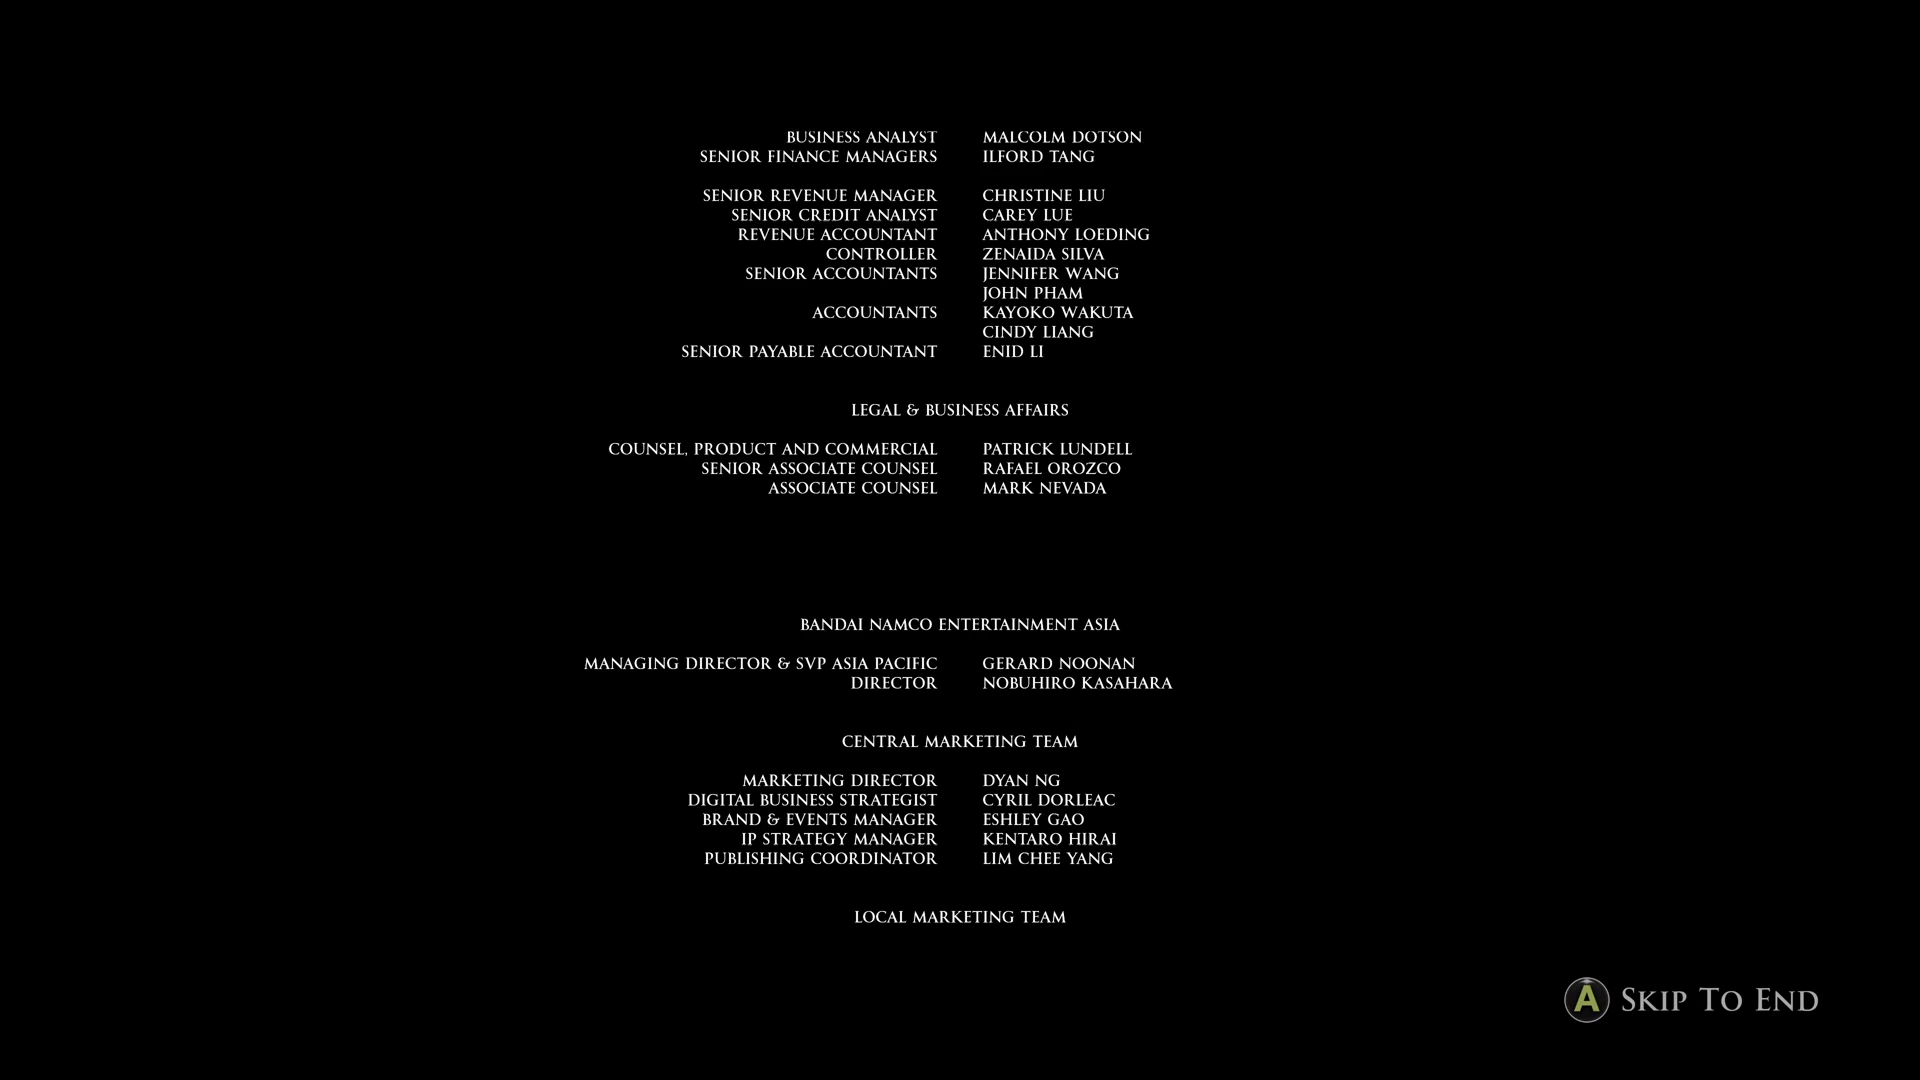 BUSINESS ANALYST MALCOLM DOTSON
SENIOR FINANCE MANAGERS ILFORD TANG
SENIOR REVENUE MANAGER CHRISTINE LIU
SENIOR CREDIT ANALYST CAREY LUE
REVENUE ACCOUNTANT ANTHONY LOEDING
CONTROLLER ZENAIDA SILVA
SENIOR ACCOUNTANTS JENNIFER WANG
JOHN PHAM
ACCOUNTANTS KAYOKO WAKUTA
CINDY LIANG
SENIOR PAYABLE ACCOUNTANT ENID LI
LEGAL & BUSINESS AFFAIRS
COUNSEL, PRODUCT AND COMMERCIAL PATRICK LUNDELL
SENIOR ASSOCIATE COUNSEL RAFAEL OROZCO
ASSOCIATE COUNSEL MARK NEVADA
BANDAI NAMCO ENTERTAINMENT ASIA
MANAGING DIRECTOR & SVP ASIA PACIFIC GERARD NOONAN
DIRECTOR NOBUHIRO KASAHARA
CENTRAL MARKETING TEAM
MARKETING DIRECTOR DYAN NG
DIGITAL BUSINESS STRATEGIST CYRIL DORLEAC
BRAND & EVENTS MANAGER ESHLEY GAO
IP STRATEGY MANAGER KENTARO HIRAI
PUBLISHING COORDINATOR LIM CHEE YANG
LOCAL MARKETING TEAM
A SKIP TO END